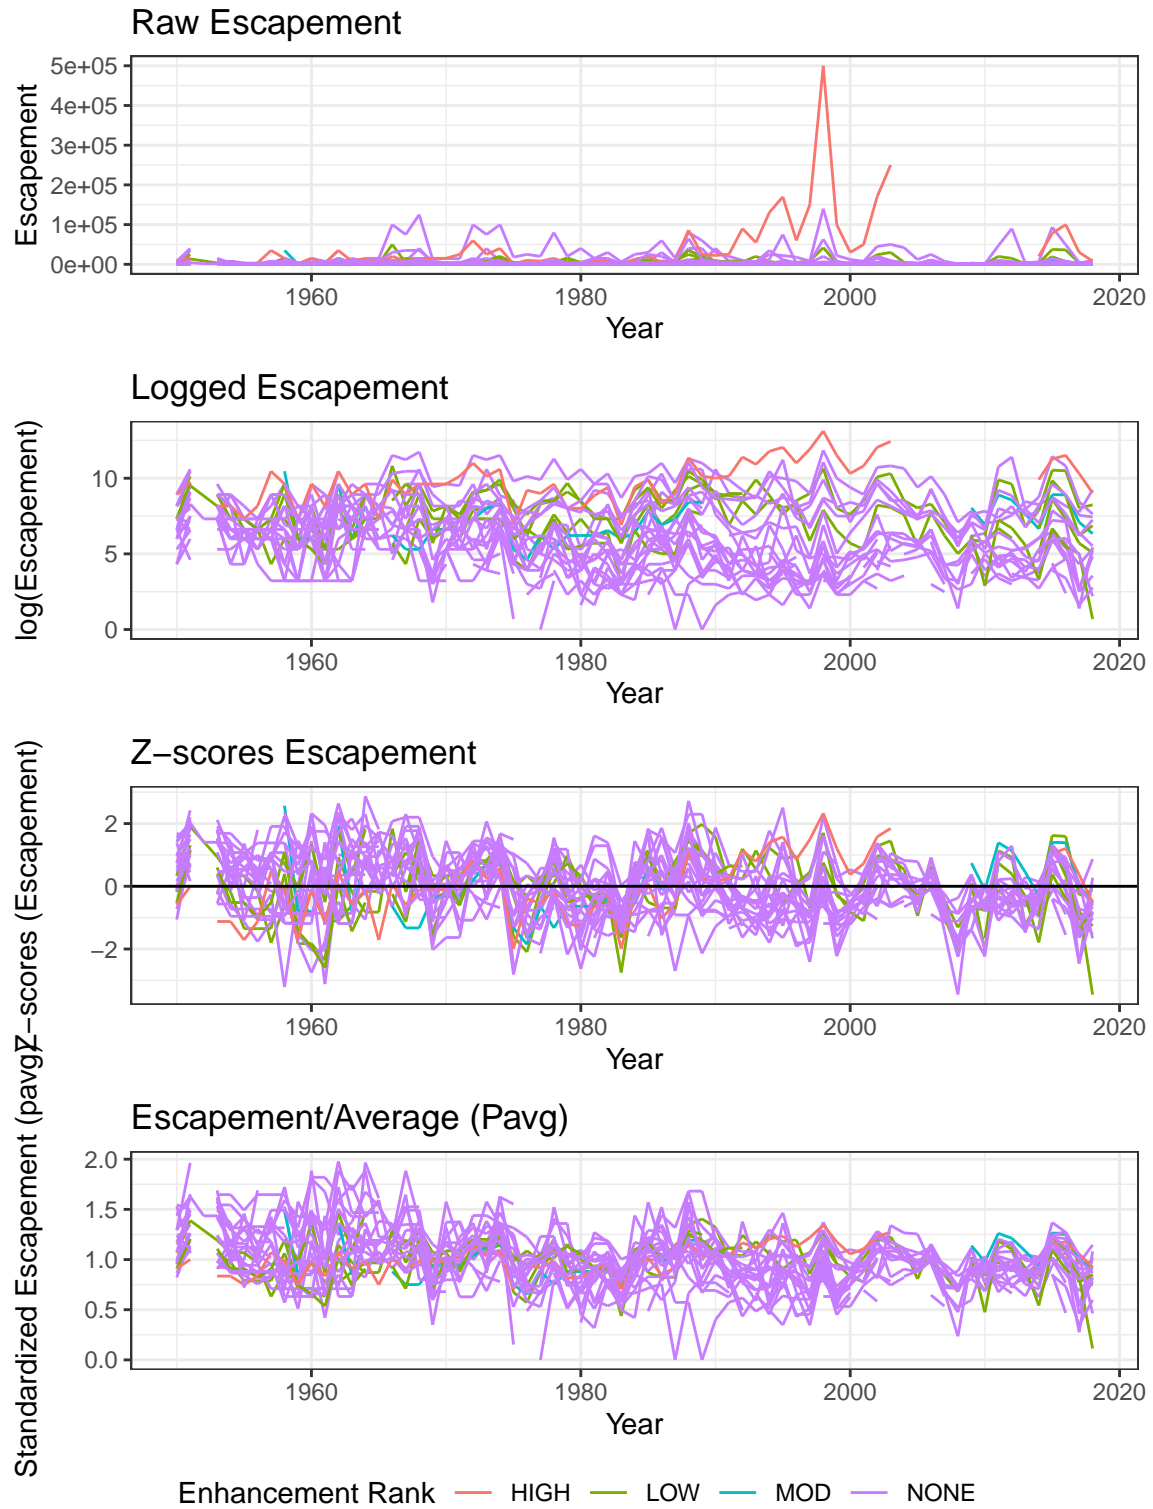 Raw Escapement
Escapement
5e+05
4e+05
3e+05
2e+05
1e+05
0e+00
1960 1980 2000 2020
Year
Logged Escapement
log(Escapement)
10
5
0
1960 1980 2000 2020
Year
Z−scores Escapement
Z−scores (Escapement)
2
0
−2
1960 1980 2000 2020
Year
Escapement/Average (Pavg)
Standardized Escapement (pavg)
2.0
1.5
1.0
0.5
0.0
1960 1980 2000 2020
Year
Enhancement Rank HIGH LOW MOD NONE